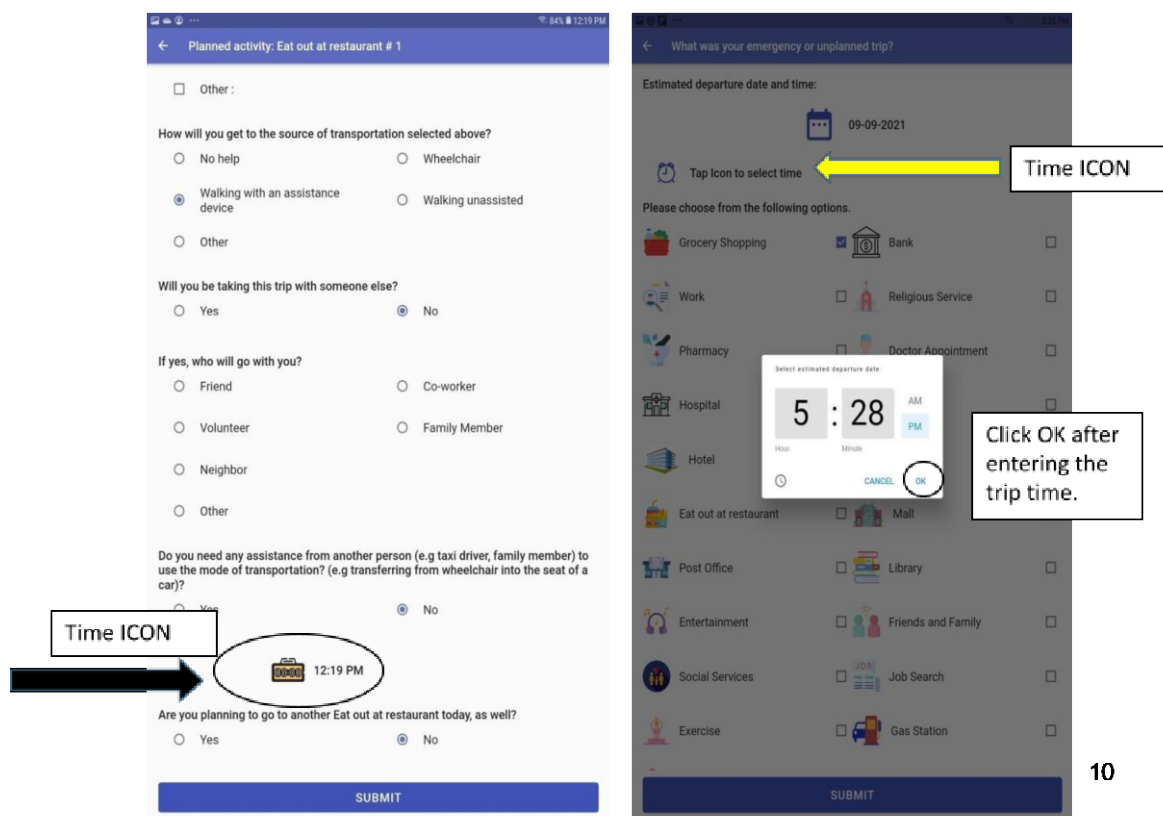 84% 12:19 PM
Planned activity: Eat out at restaurant # 1
Other :
How will you get to the source of transportation selected above?
No help
Wheelchair
Walking with an assistance
device
Walking unassisted
Other
Will you be taking this trip with someone else?
Yes
No
If yes, who will go with you?
Friend
Co-worker
Volunteer
Family Member
Neighbor
Other
Do you need any assistance from another person (e.g taxi driver, family member) to
use the mode of transportation? (e.g transferring from wheelchair into the seat of a
car)?
Yes
No
Time ICON
00:00
12:19 PM
Are you planning to go to another Eat out at restaurant today, as well?
Yes
No
SUBMIT
What was your emergency or unplanned trip?
Estimated departure date and time:
09-09-2021
Tap Icon to select time
Time ICON
Please choose from the following options.
Grocery Shopping
Bank
Work
Religious Service
Pharmacy
Doctor Appointment
Select estimated departure date
Hospital
5 : 28
AM
PM
Hour
Minute
Hotel
CANCEL
OK
Click OK after
entering the
trip time.
Eat out at restaurant
Mall
Post Office
Library
Entertainment
Friends and Family
Social Services
JOB
Job Search
Exercise
Gas Station
SUBMIT
10